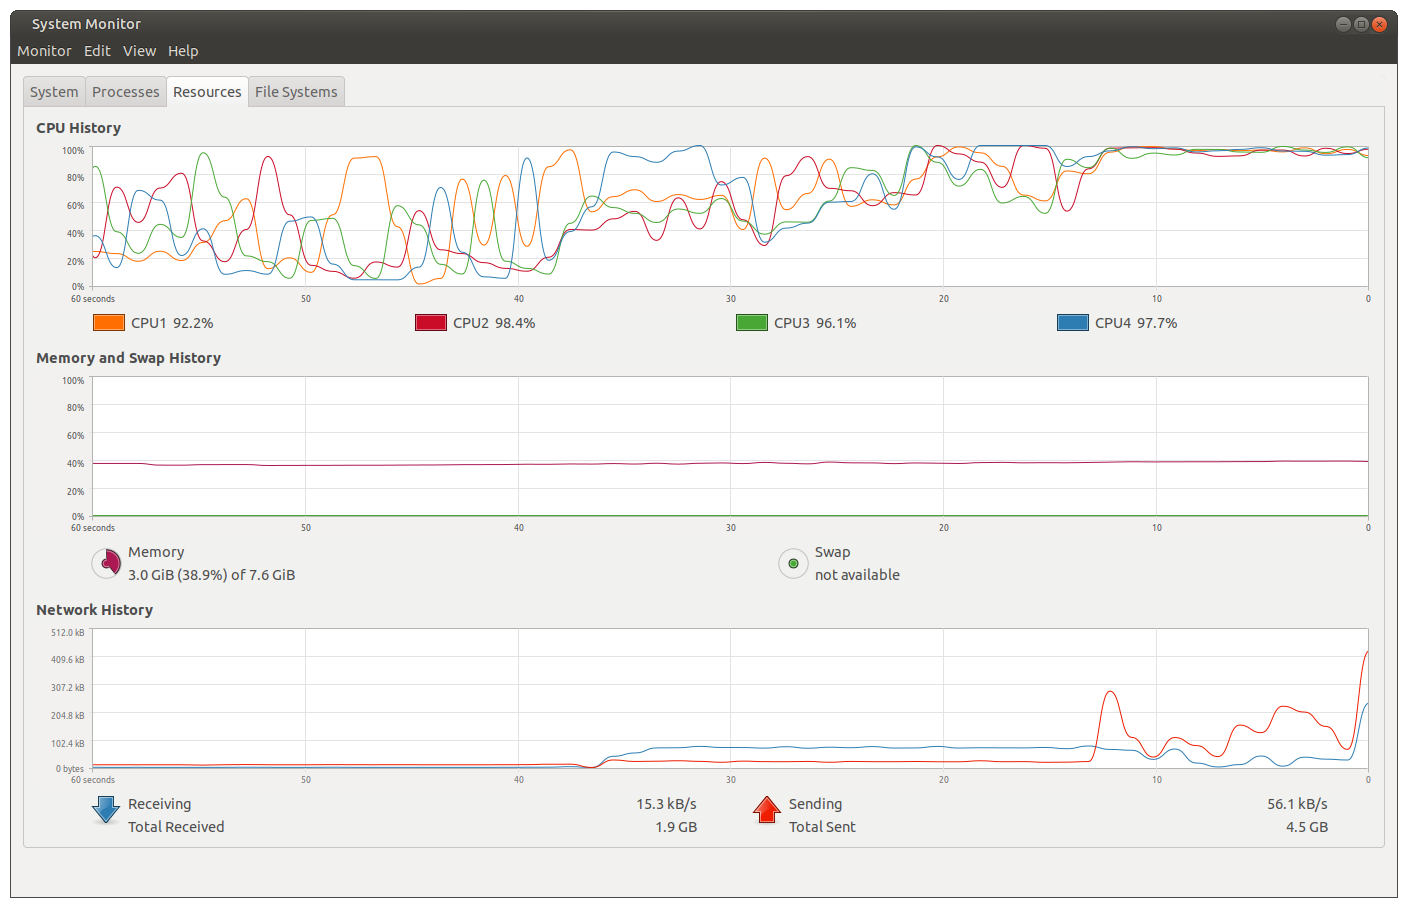 System Monitor
Monitor Edit View Help
System Processes Resources File Systems
CPU History
100%
80%
60%
40%
20%
0%
60 seconds 50 40 30 20 10 0
CPU1 92.2% CPU2 98.4% CPU3 96.1% CPU4 97.7%
Memory and Swap History
100%
80%
60%
40%
20%
0%
60 seconds 50 40 30 20 10 0
Memory Swap
3.0 GiB (38.9%) of 7.6 GiB not available
Network History
512.0 kB
409.6 kB
307.2 kB
204.8 kB
102.4 kB
0 bytes
60 seconds 50 40 30 20 10 0
Receiving 15.3 kB/s Sending 56.1 kB/s
Total Received 1.9 GB Total Sent 4.5 GB